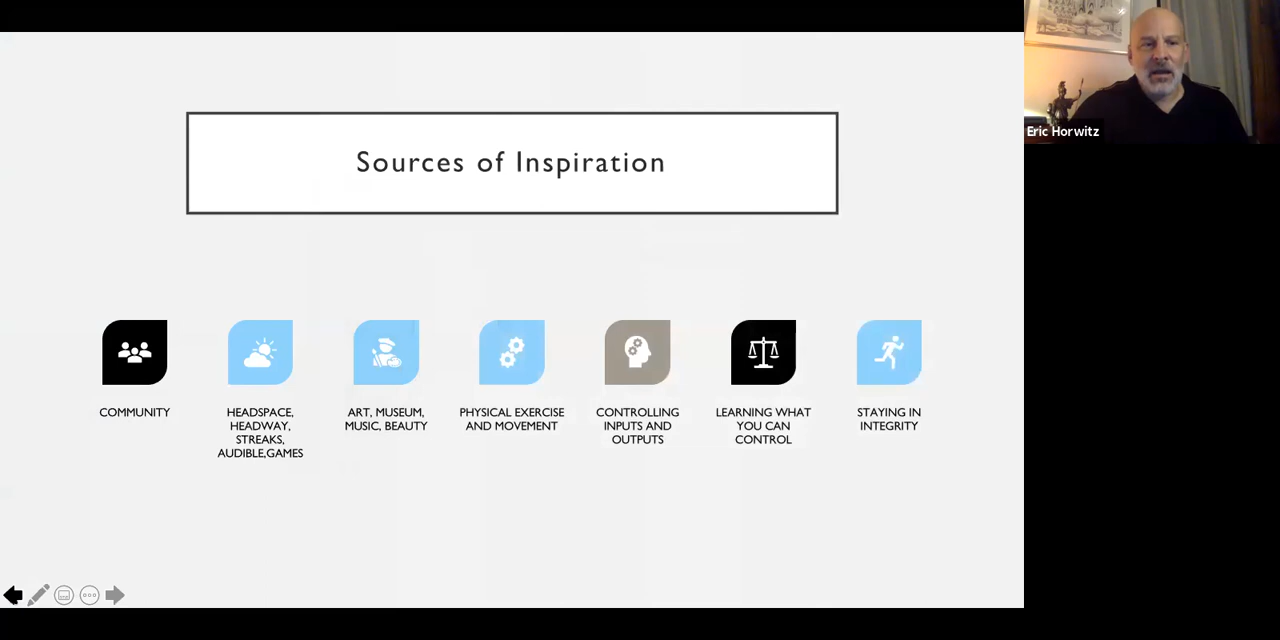 Sources of Inspiration
COMMUNITY
HEADSPACE,
HEADWAY,
STREAKS,
AUDIBLE,GAMES
ART, MUSEUM,
MUSIC, BEAUTY
PHYSICAL EXERCISE
AND MOVEMENT
CONTROLLING
INPUTS AND
OUTPUTS
LEARNING WHAT
YOU CAN
CONTROL
STAYING IN
INTEGRITY
Eric Horwitz